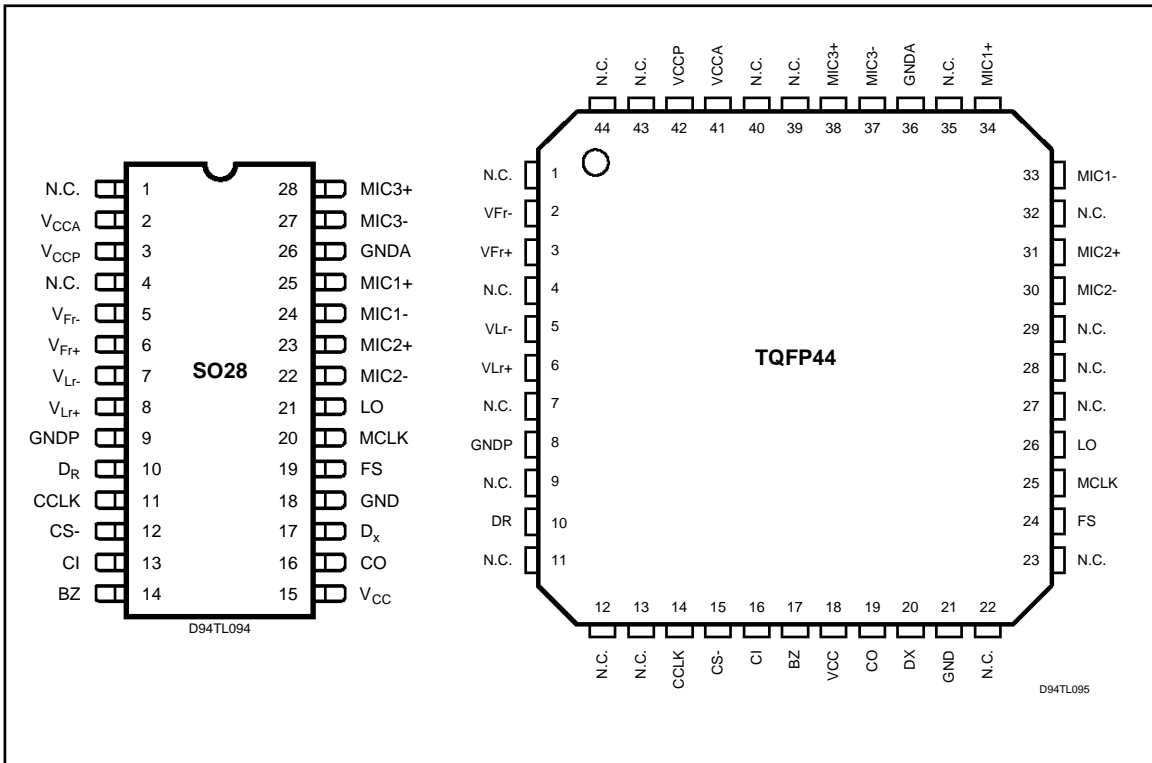 N.C. 1 28 MIC3+
VCCA 2 27 MIC3-
VCCP 3 26 GNDA
N.C. 4 25 MIC1+
VFr- 5 24 MIC1-
VFr+ 6 23 MIC2+
VLr- 7 22 MIC2-
SO28
VLr+ 8 21 LO
GNDP 9 20 MCLK
DR 10 19 FS
CCLK 11 18 GND
CS- 12 17 Dx
CI 13 16 CO
BZ 14 15 VCC
D94TL094
N.C. N.C. VCCP VCCA N.C. N.C. MIC3+ MIC3- GNDA N.C. MIC1+
44 43 42 41 40 39 38 37 36 35 34
N.C. 1 33 MIC1-
VFr- 2 32 N.C.
VFr+ 3 31 MIC2+
N.C. 4 30 MIC2-
VLr- 5 29 N.C.
TQFP44
VLr+ 6 28 N.C.
N.C. 7 27 N.C.
GNDP 8 26 LO
N.C. 9 25 MCLK
DR 10 24 FS
N.C. 11 23 N.C.
12 13 14 15 16 17 18 19 20 21 22
N.C. N.C. CCLK CS- CI BZ VCC CO DX GND N.C.
D94TL095